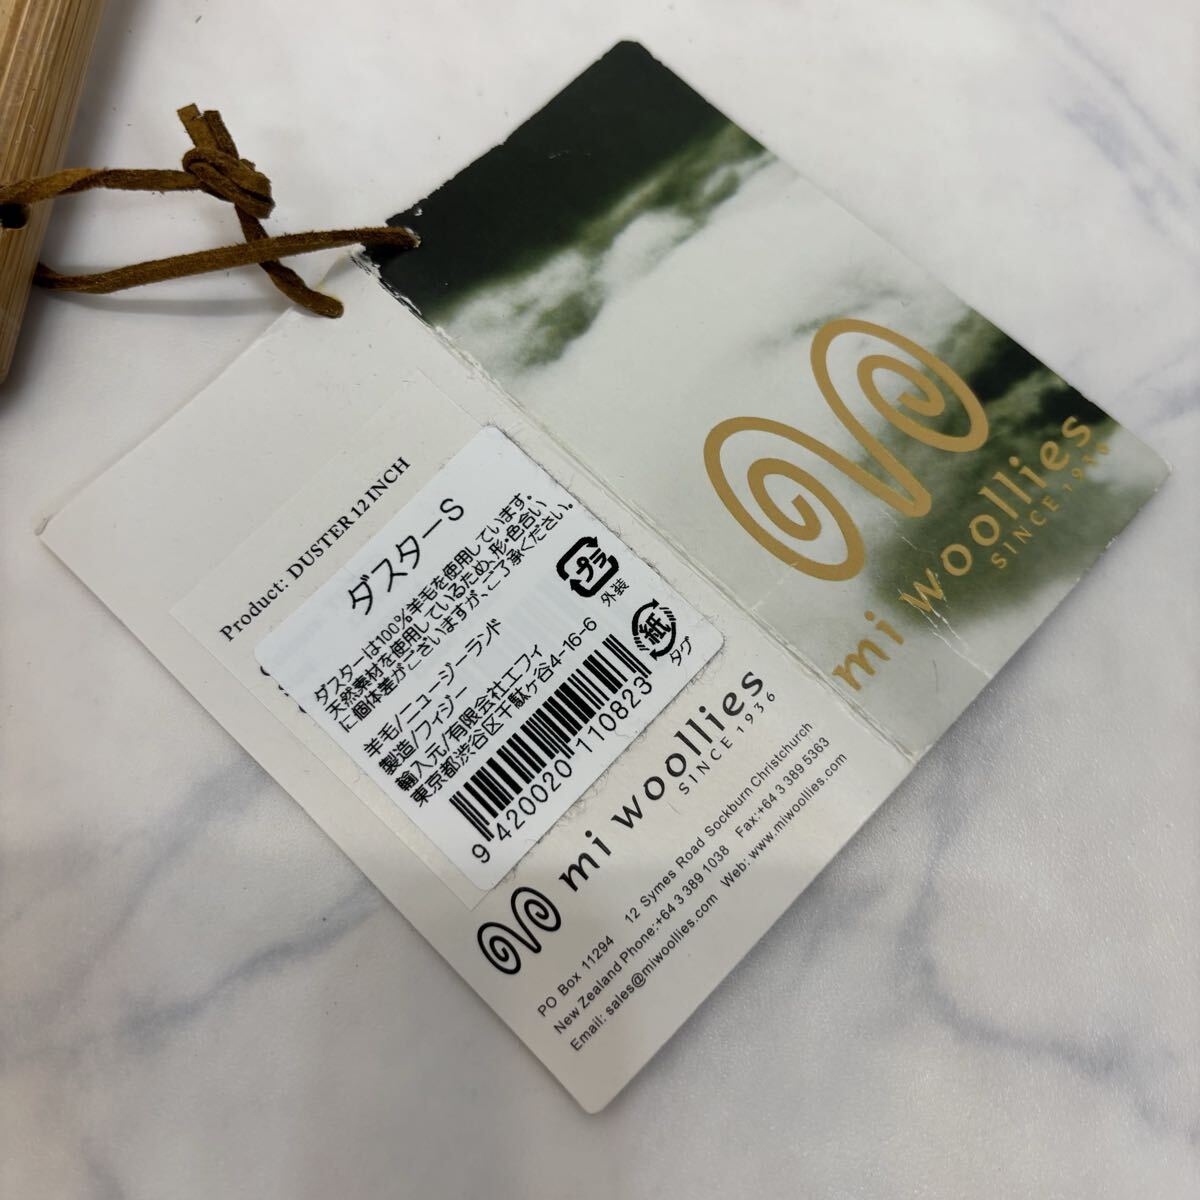 mi woollies
SINCE 1936
Product: DUSTER 12 INCH
ダスターS
ダスターは100%羊毛を使用しています。
天然素材を使用しているため、形・色合い
に個体差がございますが、ご了承ください。
羊毛/ニュージーランド
製造/フィジー
輸入元/有限会社エフィ
東京都渋谷区千駄ヶ谷4-16-6
9 420020 110823
プラ
外装
紙
タグ
mi woollies
SINCE 1936
PO Box 11294 12 Symes Road Sockburn Christchurch
New Zealand Phone:+64 3 389 1038 Fax:+64 3 389 5363
Email: sales@miwoollies.com Web: www.miwoollies.com